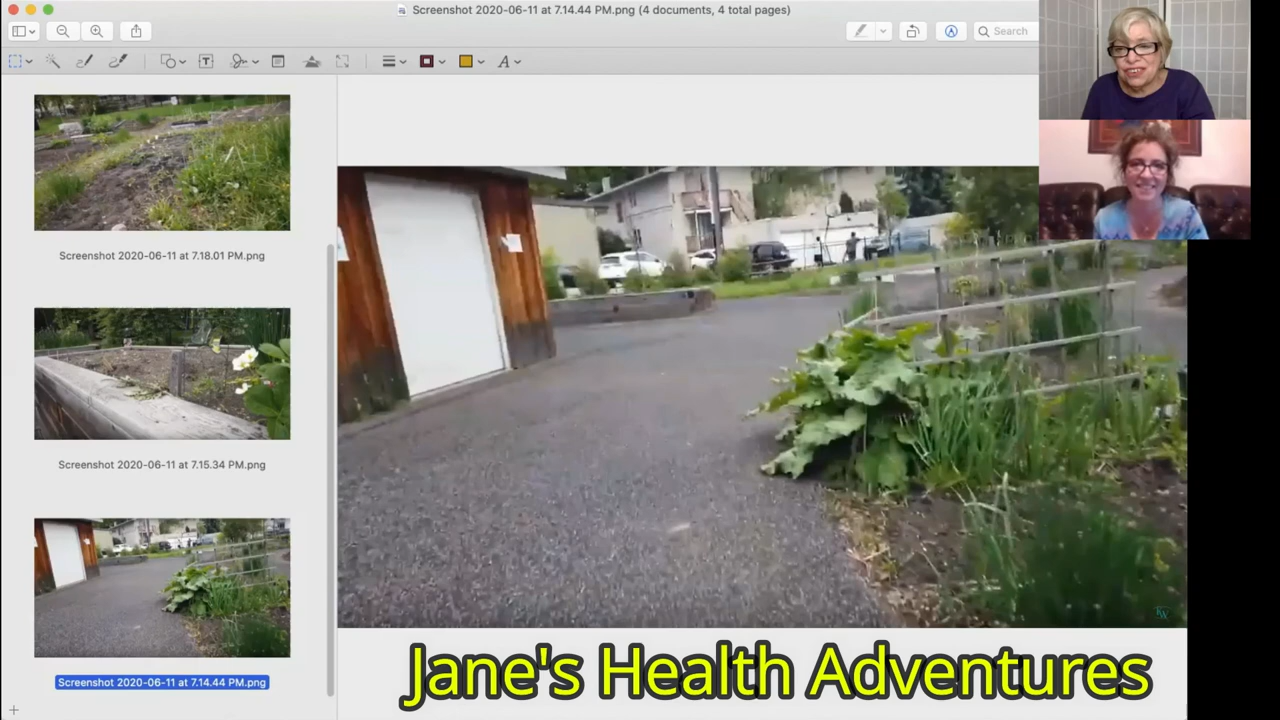 Screenshot 2020-06-11 at 7.14.44 PM.png (4 documents, 4 total pages)
Search
Screenshot 2020-06-11 at 7.18.01 PM.png
Screenshot 2020-06-11 at 7.15.34 PM.png
Screenshot 2020-06-11 at 7.14.44 PM.png
Jane's Health Adventures